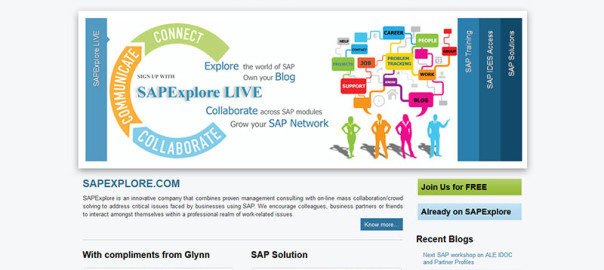 SAPExplore LIVE
CONNECT
COMMUNICATE
COLLABORATE
SIGN UP WITH
SAPExplore LIVE
Explore the world of SAP
Own your Blog
Collaborate across SAP modules
Grow your SAP Network
HELP
CAREER
PEOPLE
CONTACT
PROJECTS
JOB
PROBLEM
TRACKING
SUPPORT
WORK
BLOG
SAP Training
SAP IDES Access
SAP Solutions
SAPEXPLORE.COM
SAPExplore is an innovative company that combines proven management consulting with on-line mass collaboration/crowd
solving to address critical issues faced by businesses using SAP. We encourage colleagues, business partners or friends
to interact amongst themselves within a professional realm of work-related issues.
Know more...
Join Us for FREE
Already on SAPExplore
Recent Blogs
Next SAP workshop on ALE IDOC
and Partner Profiles
With compliments from Glynn
SAP Solution